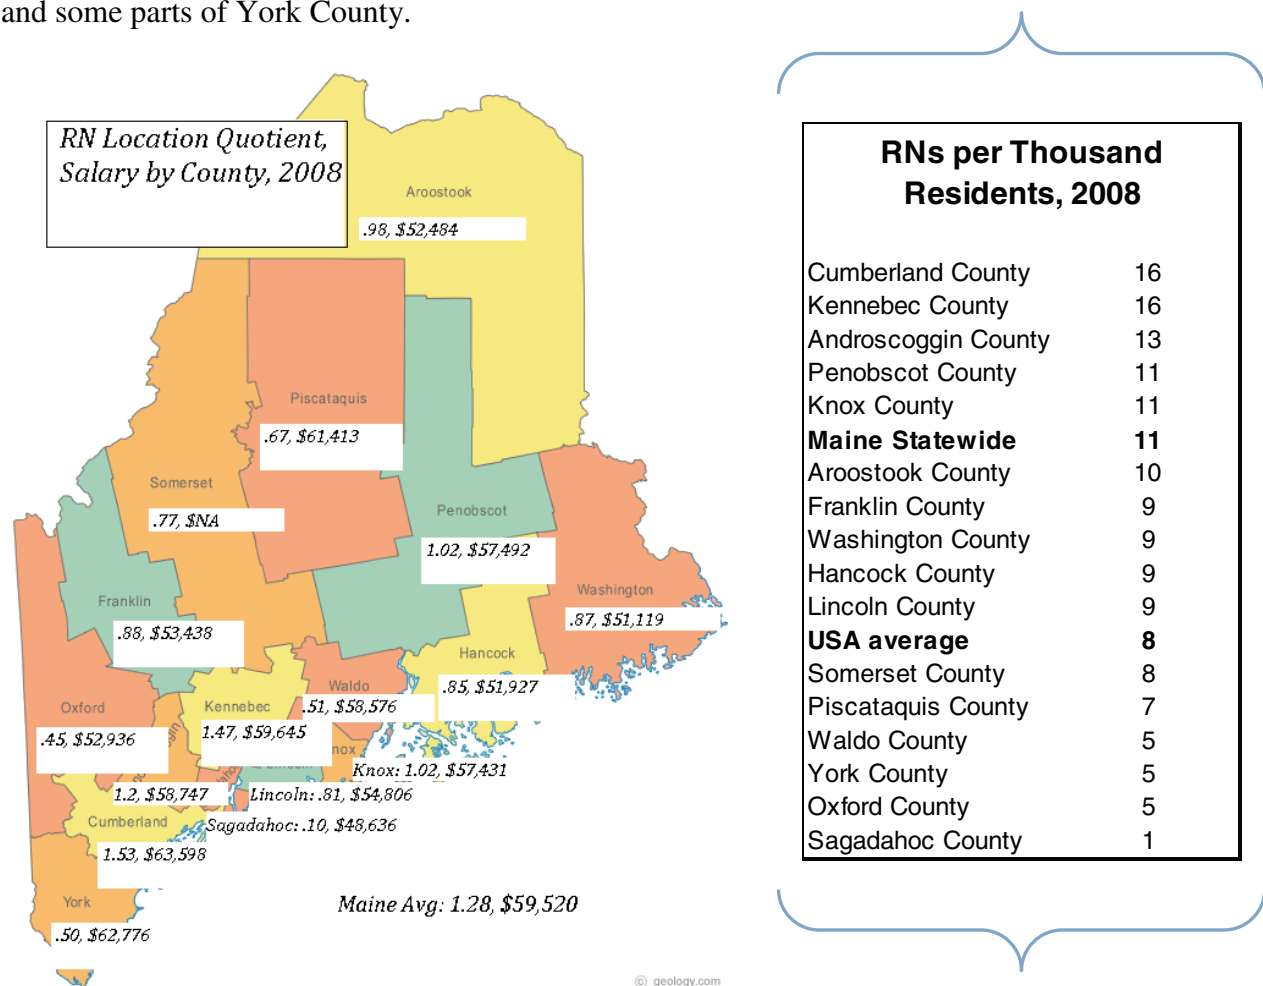 and some parts of York County.
RN Location Quotient,
Salary by County, 2008
Aroostook
.98, $52,484
Piscataquis
.67, $61,413
Somerset
.77, $NA
Penobscot
1.02, $57,492
Washington
.87, $51,119
Franklin
.88, $53,438
Hancock
.85, $51,927
Waldo
.51, $58,576
Oxford
.45, $52,936
Kennebec
1.47, $59,645
nox
Knox: 1.02, $57,431
1.2, $58,747
Lincoln: .81, $54,806
Cumberland
Sagadahoc: .10, $48,636
1.53, $63,598
York
.50, $62,776
Maine Avg: 1.28, $59,520
© geology.com
RNs per Thousand
Residents, 2008
Cumberland County 16
Kennebec County 16
Androscoggin County 13
Penobscot County 11
Knox County 11
Maine Statewide 11
Aroostook County 10
Franklin County 9
Washington County 9
Hancock County 9
Lincoln County 9
USA average 8
Somerset County 8
Piscataquis County 7
Waldo County 5
York County 5
Oxford County 5
Sagadahoc County 1